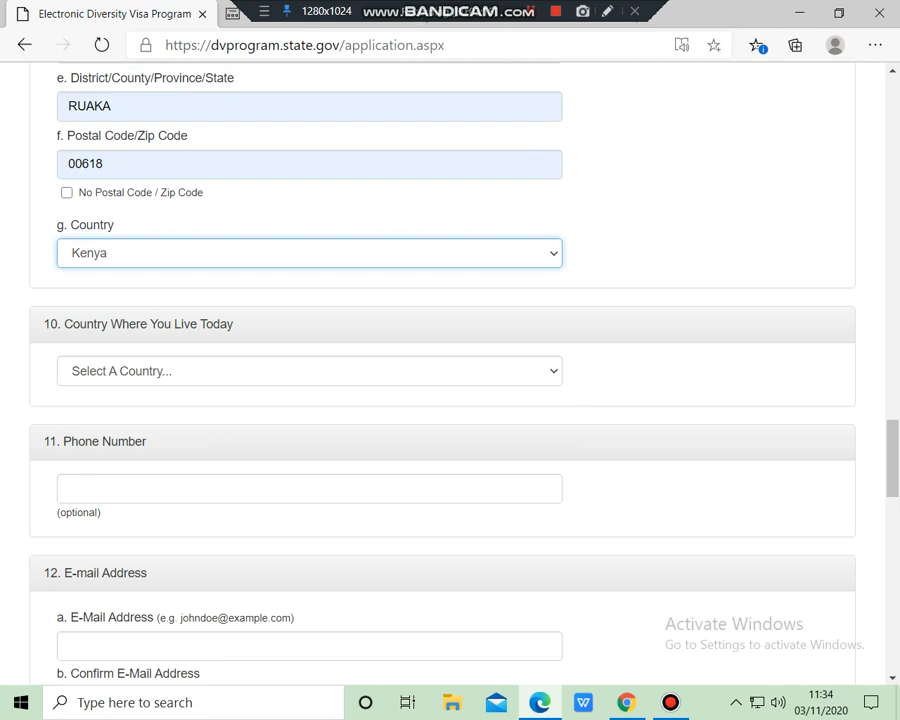 Electronic Diversity Visa Program
1280x1024
www.BANDICAM.com
https://dvprogram.state.gov/application.aspx
e. District/County/Province/State
RUAKA
f. Postal Code/Zip Code
00618
No Postal Code / Zip Code
g. Country
Kenya
10. Country Where You Live Today
Select A Country...
11. Phone Number
(optional)
12. E-mail Address
a. E-Mail Address (e.g. johndoe@example.com)
b. Confirm E-Mail Address
Activate Windows
Go to Settings to activate Windows.
Type here to search
11:34
03/11/2020